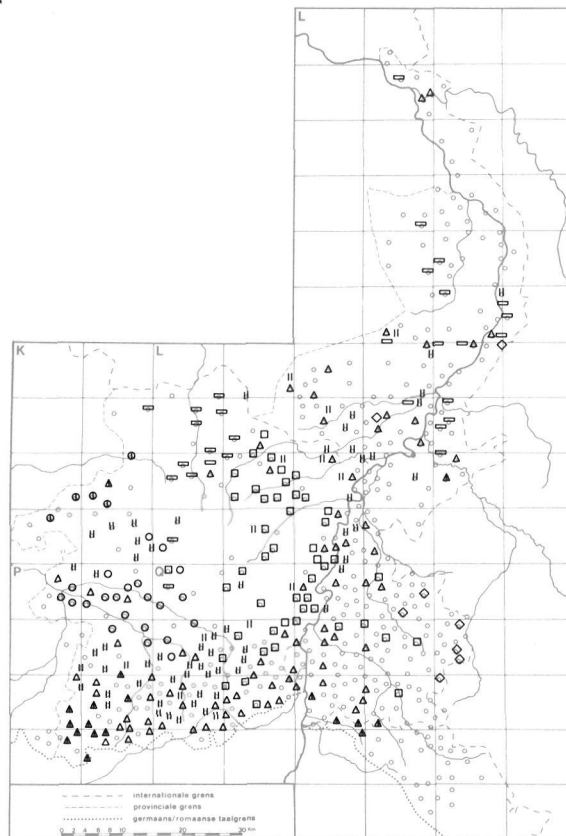 L
K
L
P
Q
internationale grens
provinciale grens
germaans/romaanse taalgrens
0 2 4 6 8 10 20 30 Km